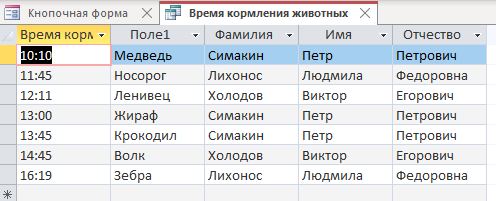 Кнопочная форма Время кормления животных
Время корм Поле1 Фамилия Имя Отчество
10:10 Медведь Симакин Петр Петрович
11:45 Носорог Лихонос Людмила Федоровна
12:11 Ленивец Холодов Виктор Егорович
13:00 Жираф Симакин Петр Петрович
13:45 Крокодил Симакин Петр Петрович
14:45 Волк Холодов Виктор Егорович
16:19 Зебра Лихонос Людмила Федоровна